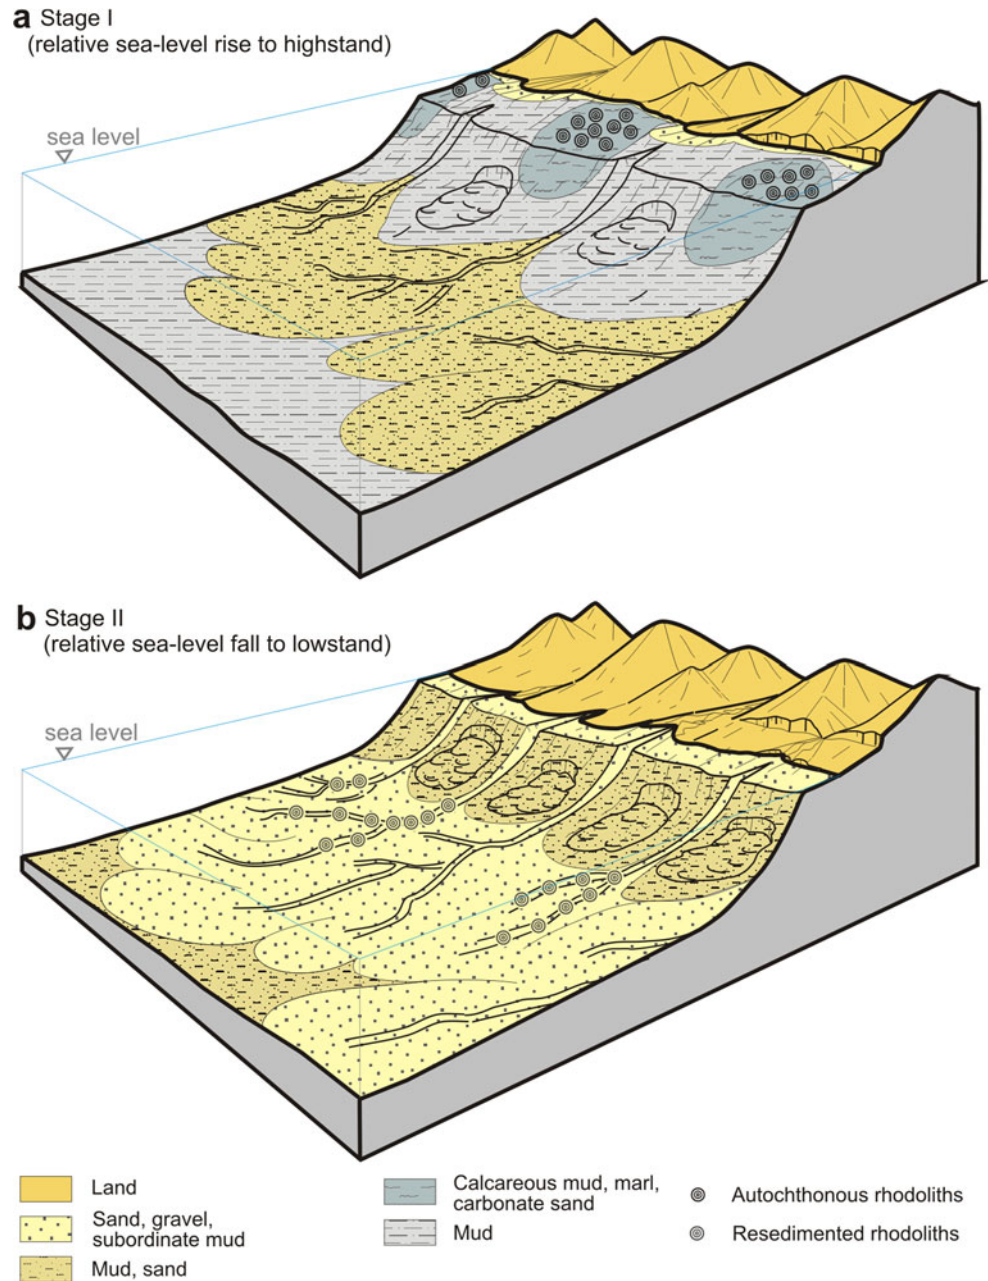 a Stage I
(relative sea-level rise to highstand)
sea level
b Stage II
(relative sea-level fall to lowstand)
sea level
Land
Sand, gravel,
subordinate mud
Mud, sand
Calcareous mud, marl,
carbonate sand
Mud
Autochthonous rhodoliths
Resedimented rhodoliths